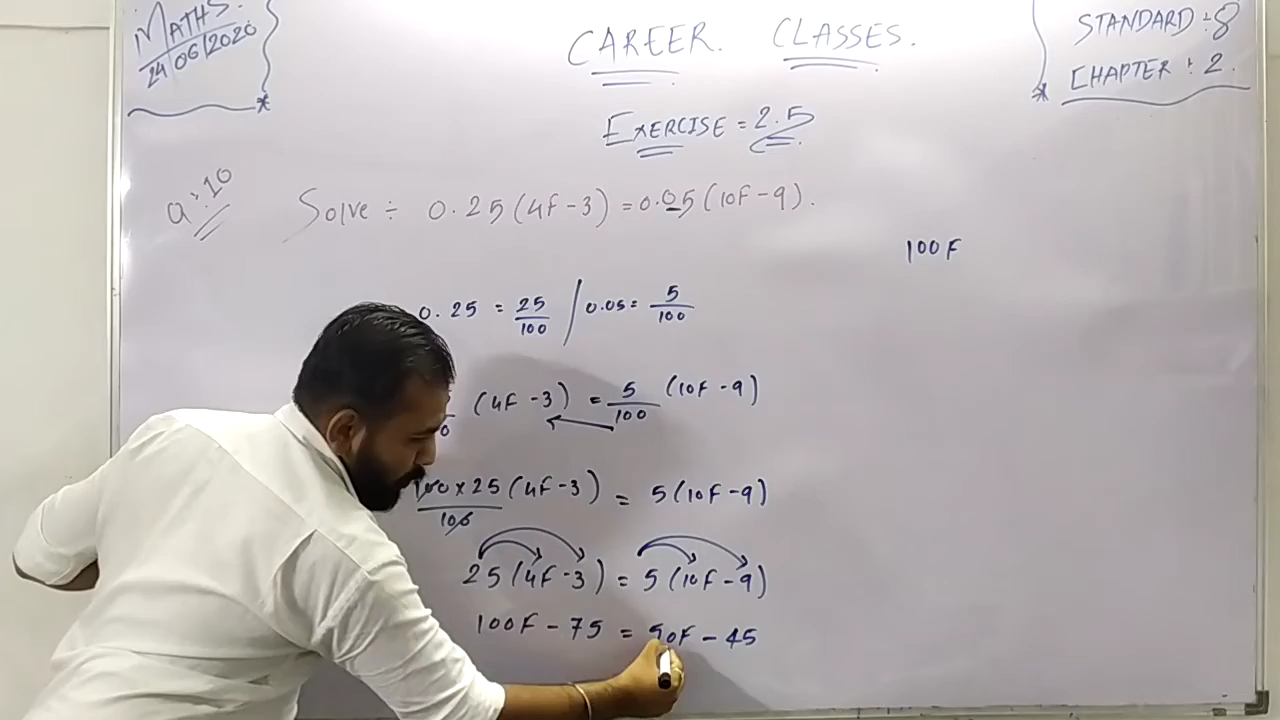 MATHS.
24/06/2020
CAREER. CLASSES.
STANDARD :- 8
CHAPTER :- 2.
EXERCISE = 2.5
Q:10
Solve ÷ 0.25(4F-3) = 0.05(10F-9).
100F
0.25 = 25/100 / 0.05 = 5/100
(4F-3) = 5/100 (10F-9)
100×25/100 (4F-3) = 5(10F-9)
25(4F-3) = 5(10F-9)
100F - 75 = 50F - 45